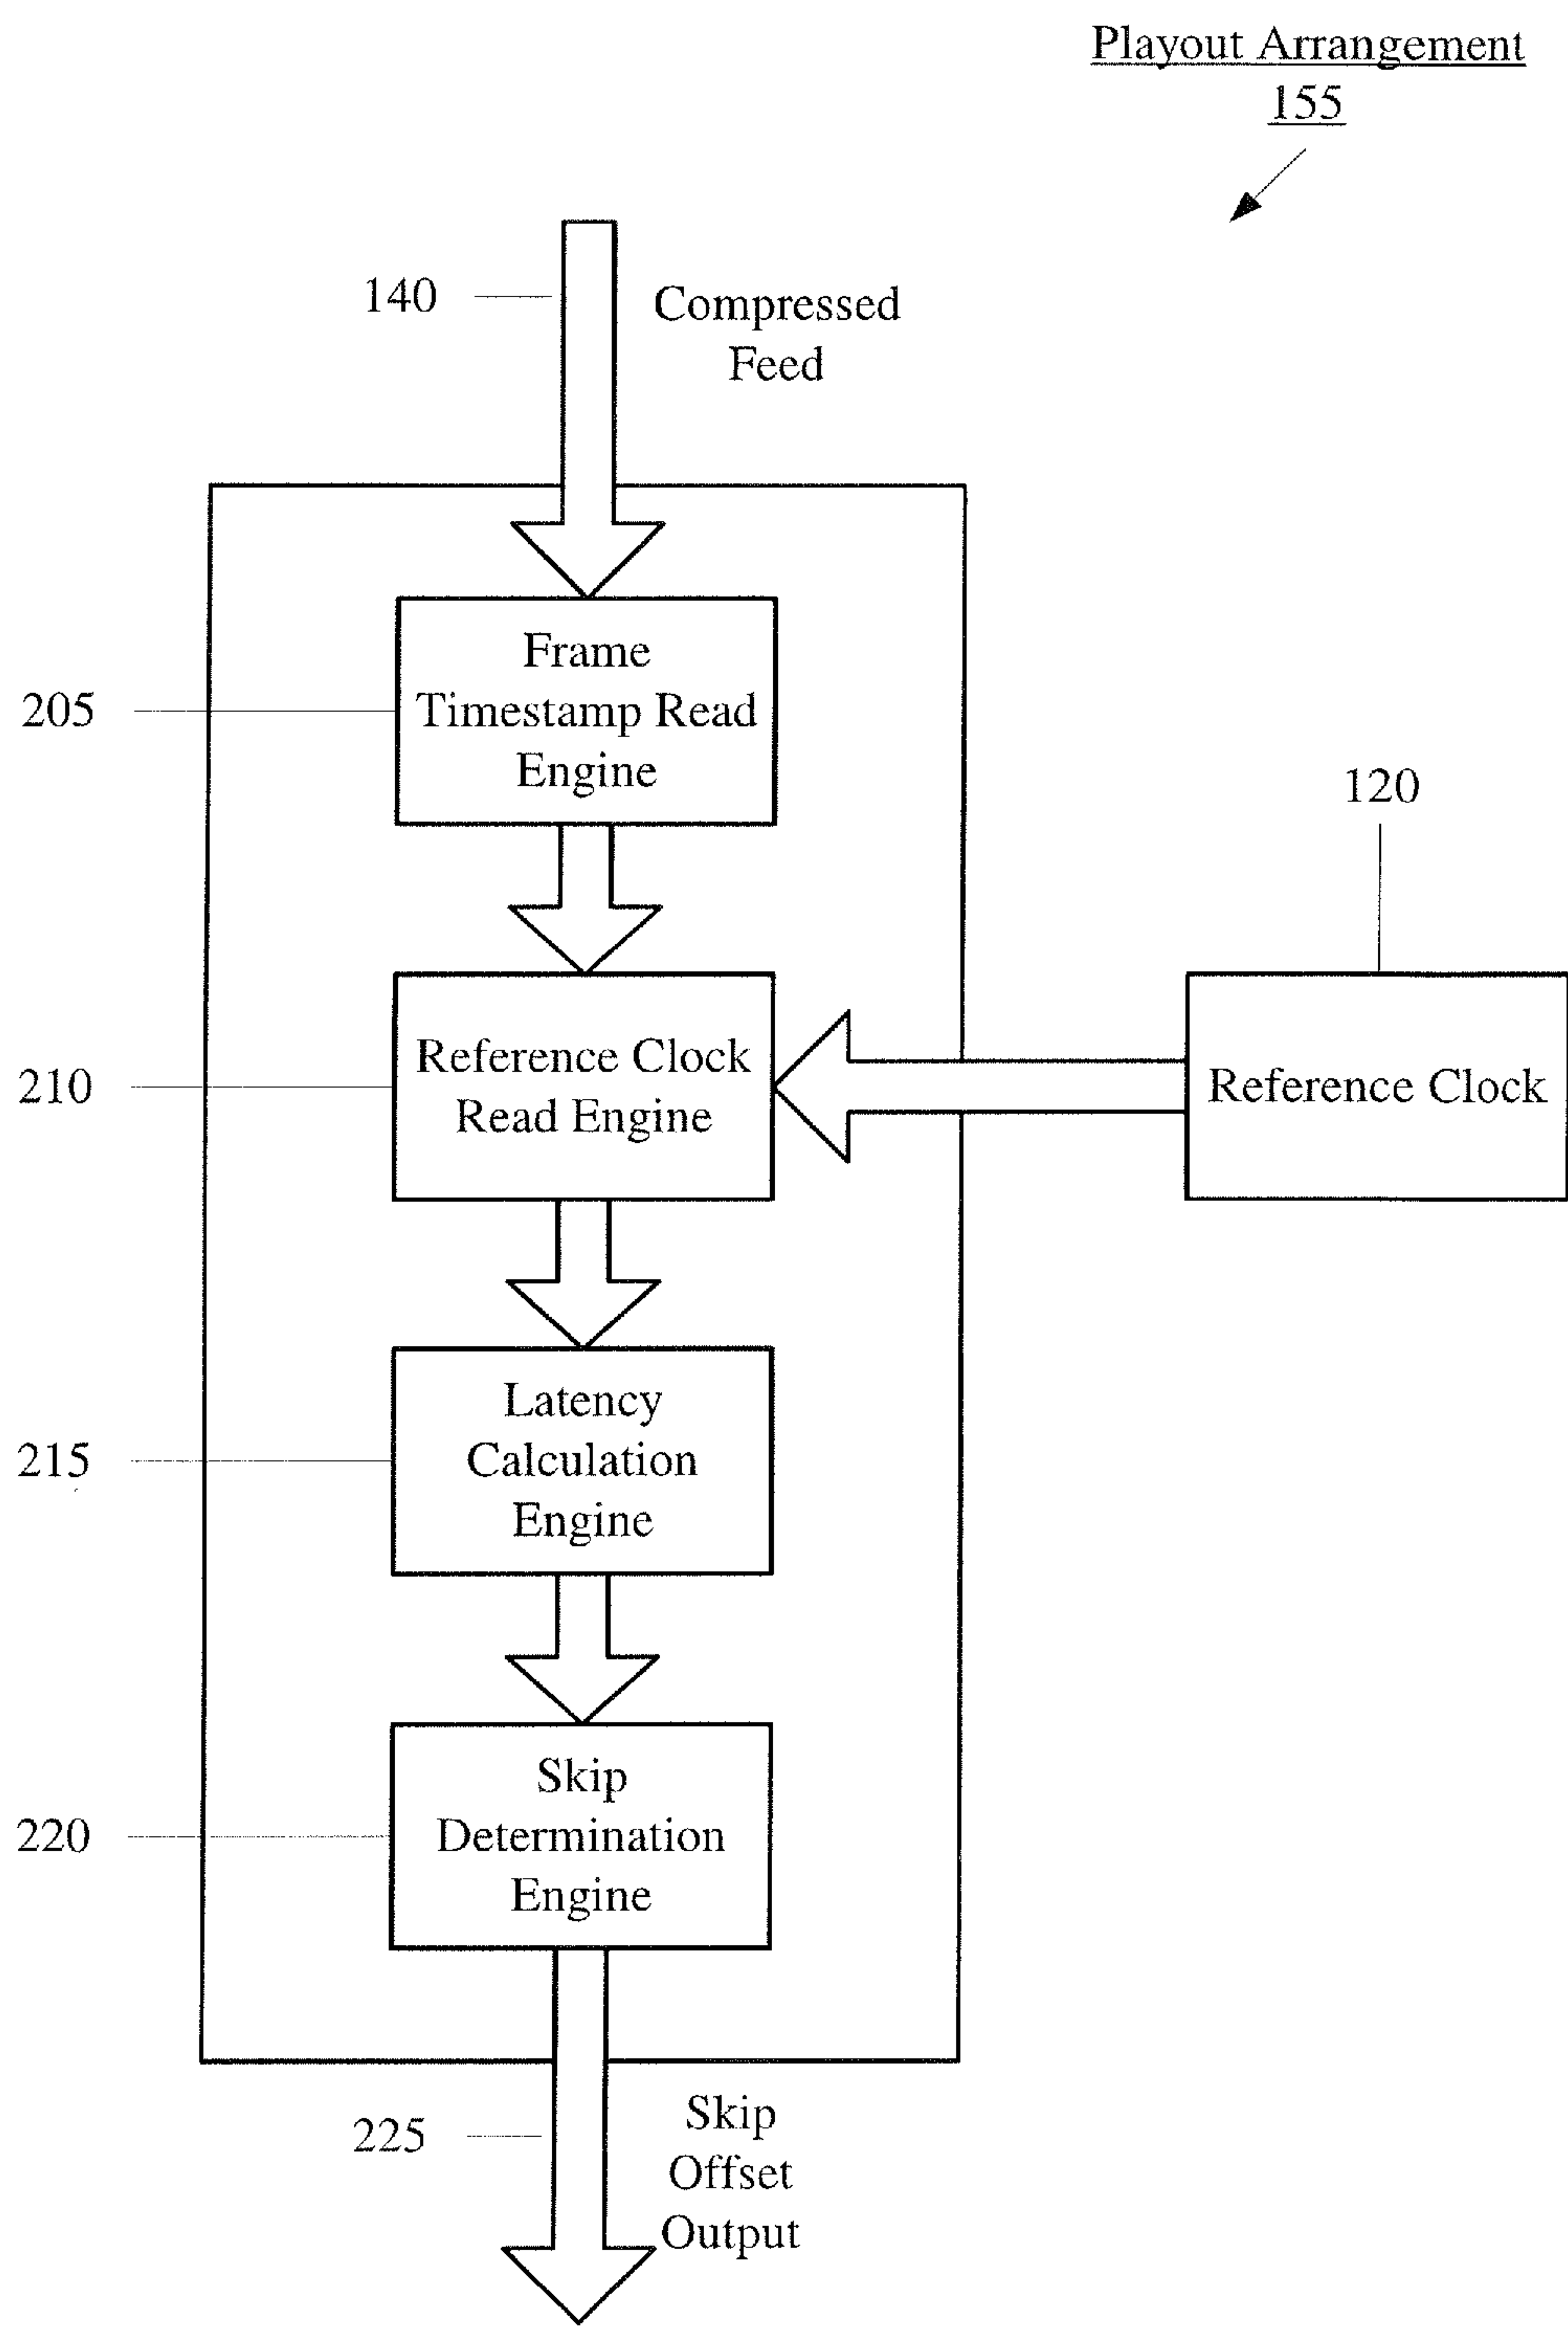 Playout Arrangement
155
140
Compressed
Feed
Frame
Timestamp Read
Engine
205
120
Reference Clock
Read Engine
210
Reference Clock
Latency
Calculation
Engine
215
Skip
Determination
Engine
220
225
Skip
Offset
Output